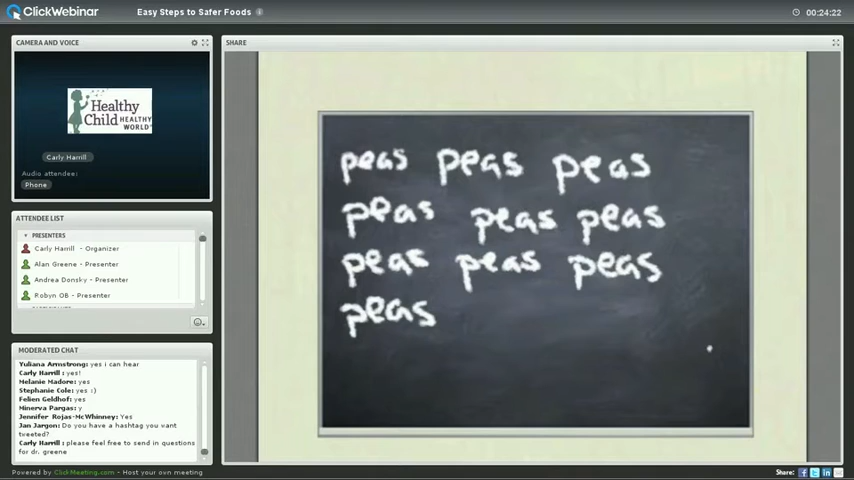 ClickWebinar
Easy Steps to Safer Foods
00:24:22
CAMERA AND VOICE
Healthy
Child HEALTHY
WORLD
Carly Harrill
Audio attendee:
Phone
ATTENDEE LIST
PRESENTERS
Carly Harrill - Organizer
Alan Greene - Presenter
Andrea Donsky - Presenter
Robyn OB - Presenter
MODERATED CHAT
Yuliana Armstrong: yes i can hear
Carly Harrill : yes!
Melanie Madore: yes
Stephanie Cole: yes :)
Felien Geldhof: yes
Minerva Pargas: y
Jennifer Rojas-McWhinney: Yes
Jan Jargon: Do you have a hashtag you want
tweeted?
Carly Harrill : please feel free to send in questions
for dr. greene
SHARE
peas peas peas
peas peas peas
peas peas peas
peas
Powered by ClickMeeting.com - Host your own meeting
Share: